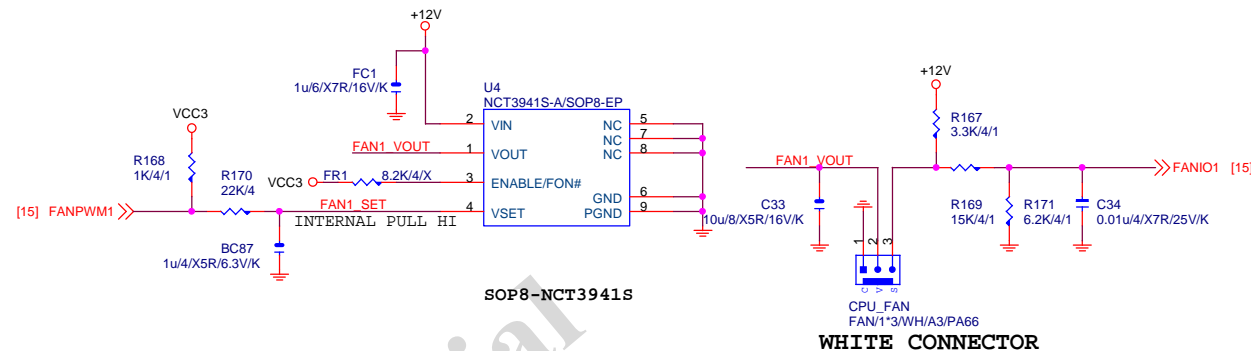 +12V
FC1
1u/6/X7R/16V/K
U4
NCT3941S-A/SOP8-EP
2 VIN NC 5
NC 7
FAN1_VOUT 1 VOUT NC 8
VCC3
R168
1K/4/1
R170
22K/4
VCC3 FR1 8.2K/4/X 3 ENABLE/FON#
GND 6
[15] FANPWM1 FAN1_SET 4 VSET PGND 9
INTERNAL PULL HI
BC87
1u/4/X5R/6.3V/K
SOP8-NCT3941S
+12V
R167
3.3K/4/1
FAN1_VOUT
FANIO1 [15]
C33
10u/8/X5R/16V/K
R169
15K/4/1
R171
6.2K/4/1
C34
0.01u/4/X7R/25V/K
1 2 3
C V S
CPU_FAN
FAN/1*3/WH/A3/PA66
WHITE CONNECTOR